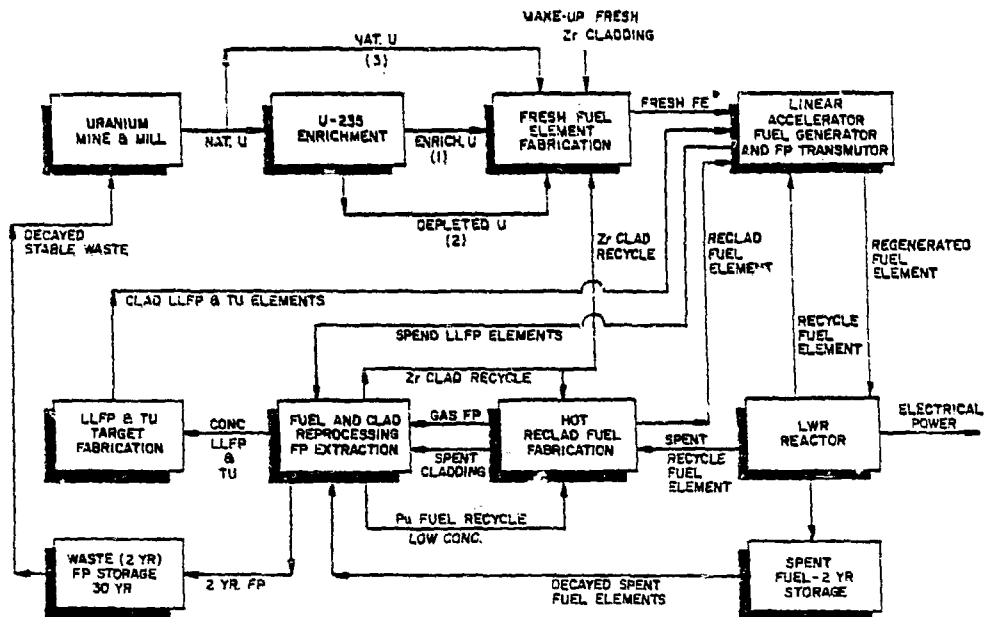 MAKE-UP FRESH
Zr CLADDING
NAT. U
(3)
URANIUM
MINE & MILL
NAT. U
U-235
ENRICHMENT
ENRICH. U
(1)
FRESH FUEL
ELEMENT
FABRICATION
FRESH FE
LINEAR
ACCELERATOR
FUEL GENERATOR
AND FP TRANSMUTOR
DEPLETED U
(2)
DECAYED
STABLE WASTE
Zr CLAD
RECYCLE
RECLAD
FUEL
ELEMENT
REGENERATED
FUEL
ELEMENT
CLAD LLFP & TU ELEMENTS
SPEND LLFP ELEMENTS
RECYCLE
FUEL
ELEMENT
Zr CLAD RECYCLE
LLFP & TU
TARGET
FABRICATION
CONC
LLFP
&
TU
FUEL AND CLAD
REPROCESSING
FP EXTRACTION
GAS FP
SPENT
CLADDING
HOT
RECLAD FUEL
FABRICATION
SPENT
RECYCLE
FUEL
ELEMENT
LWR
REACTOR
ELECTRICAL
POWER
Pu FUEL RECYCLE
LOW CONC.
WASTE (2 YR)
FP STORAGE
30 YR
2 YR. FP
DECAYED SPENT
FUEL ELEMENTS
SPENT
FUEL-2 YR
STORAGE